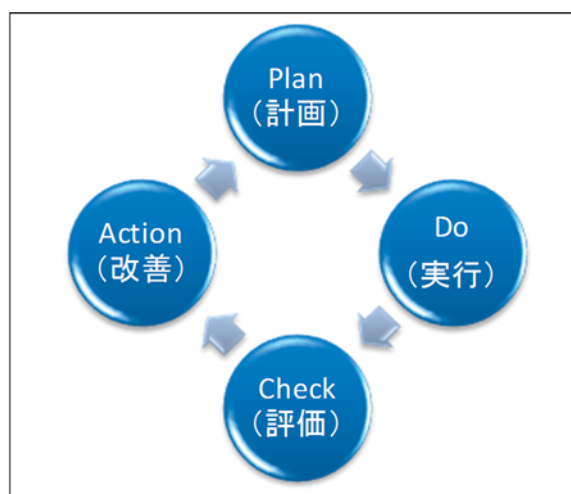 Plan
（計画）
Do
（実行）
Check
（評価）
Action
（改善）